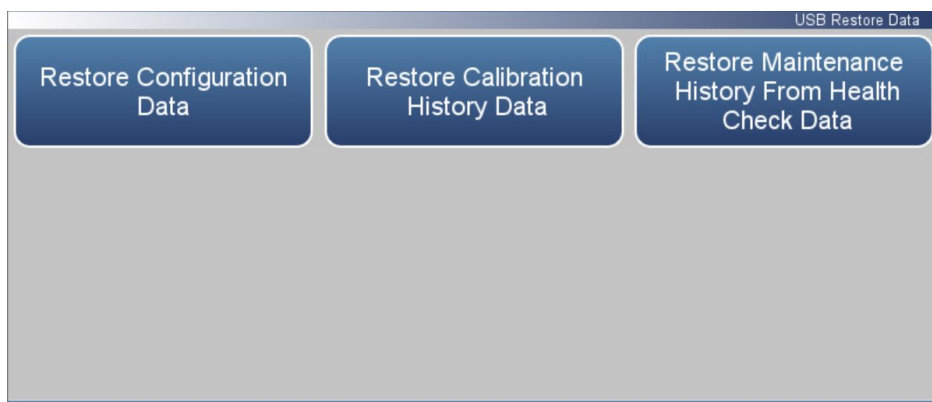 USB Restore Data
Restore Configuration
Data
Restore Calibration
History Data
Restore Maintenance
History From Health
Check Data